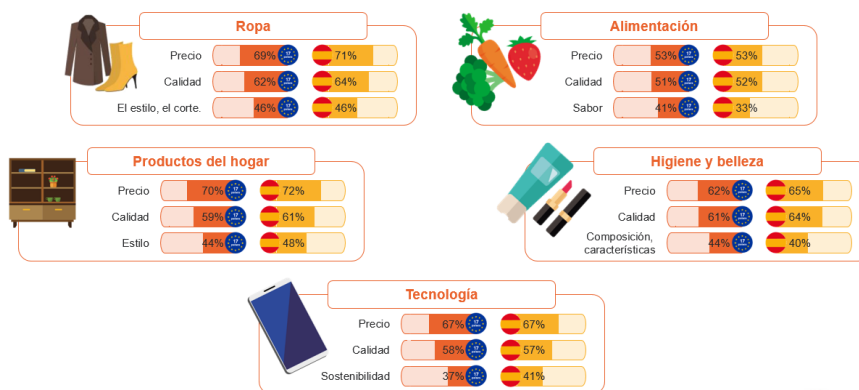 Ropa
Precio 69% 71%
Calidad 62% 64%
El estilo, el corte. 46% 46%
Alimentación
Precio 53% 53%
Calidad 51% 52%
Sabor 41% 33%
Productos del hogar
Precio 70% 72%
Calidad 59% 61%
Estilo 44% 48%
Higiene y belleza
Precio 62% 65%
Calidad 61% 64%
Composición,
características 44% 40%
Tecnología
Precio 67% 67%
Calidad 58% 57%
Sostenibilidad 37% 41%